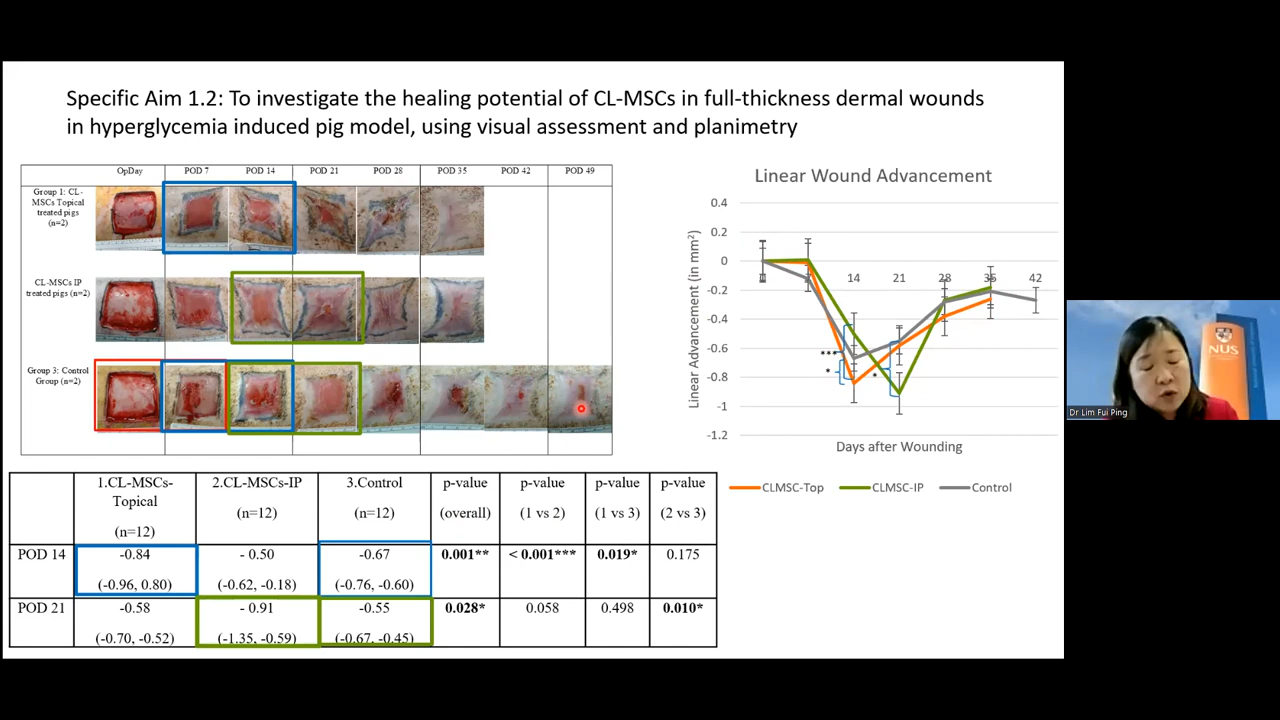 Specific Aim 1.2: To investigate the healing potential of CL-MSCs in full-thickness dermal wounds
in hyperglycemia induced pig model, using visual assessment and planimetry
OpDay POD 7 POD 14 POD 21 POD 28 POD 35 POD 42 POD 49
Group 1: CL-
MSCs Topical
treated pigs
(n=2)
CL-MSCs IP
treated pigs (n=2)
Group 3: Control
Group (n=2)
Linear Wound Advancement
Linear Advancement (in mm²)
0.4
0.2
0
-0.2
-0.4
-0.6
-0.8
-1
-1.2
14 21 28 35 42
***
*
*
Days after Wounding
CLMSC-Top CLMSC-IP Control
1.CL-MSCs-
Topical
(n=12)
2.CL-MSCs-IP
(n=12)
3.Control
(n=12)
p-value
(overall)
p-value
(1 vs 2)
p-value
(1 vs 3)
p-value
(2 vs 3)
POD 14
-0.84
(-0.96, 0.80)
- 0.50
(-0.62, -0.18)
-0.67
(-0.76, -0.60)
0.001**
< 0.001***
0.019*
0.175
POD 21
-0.58
(-0.70, -0.52)
- 0.91
(-1.35, -0.59)
-0.55
(-0.67, -0.45)
0.028*
0.058
0.498
0.010*
NUS
Dr Lim Fui Ping